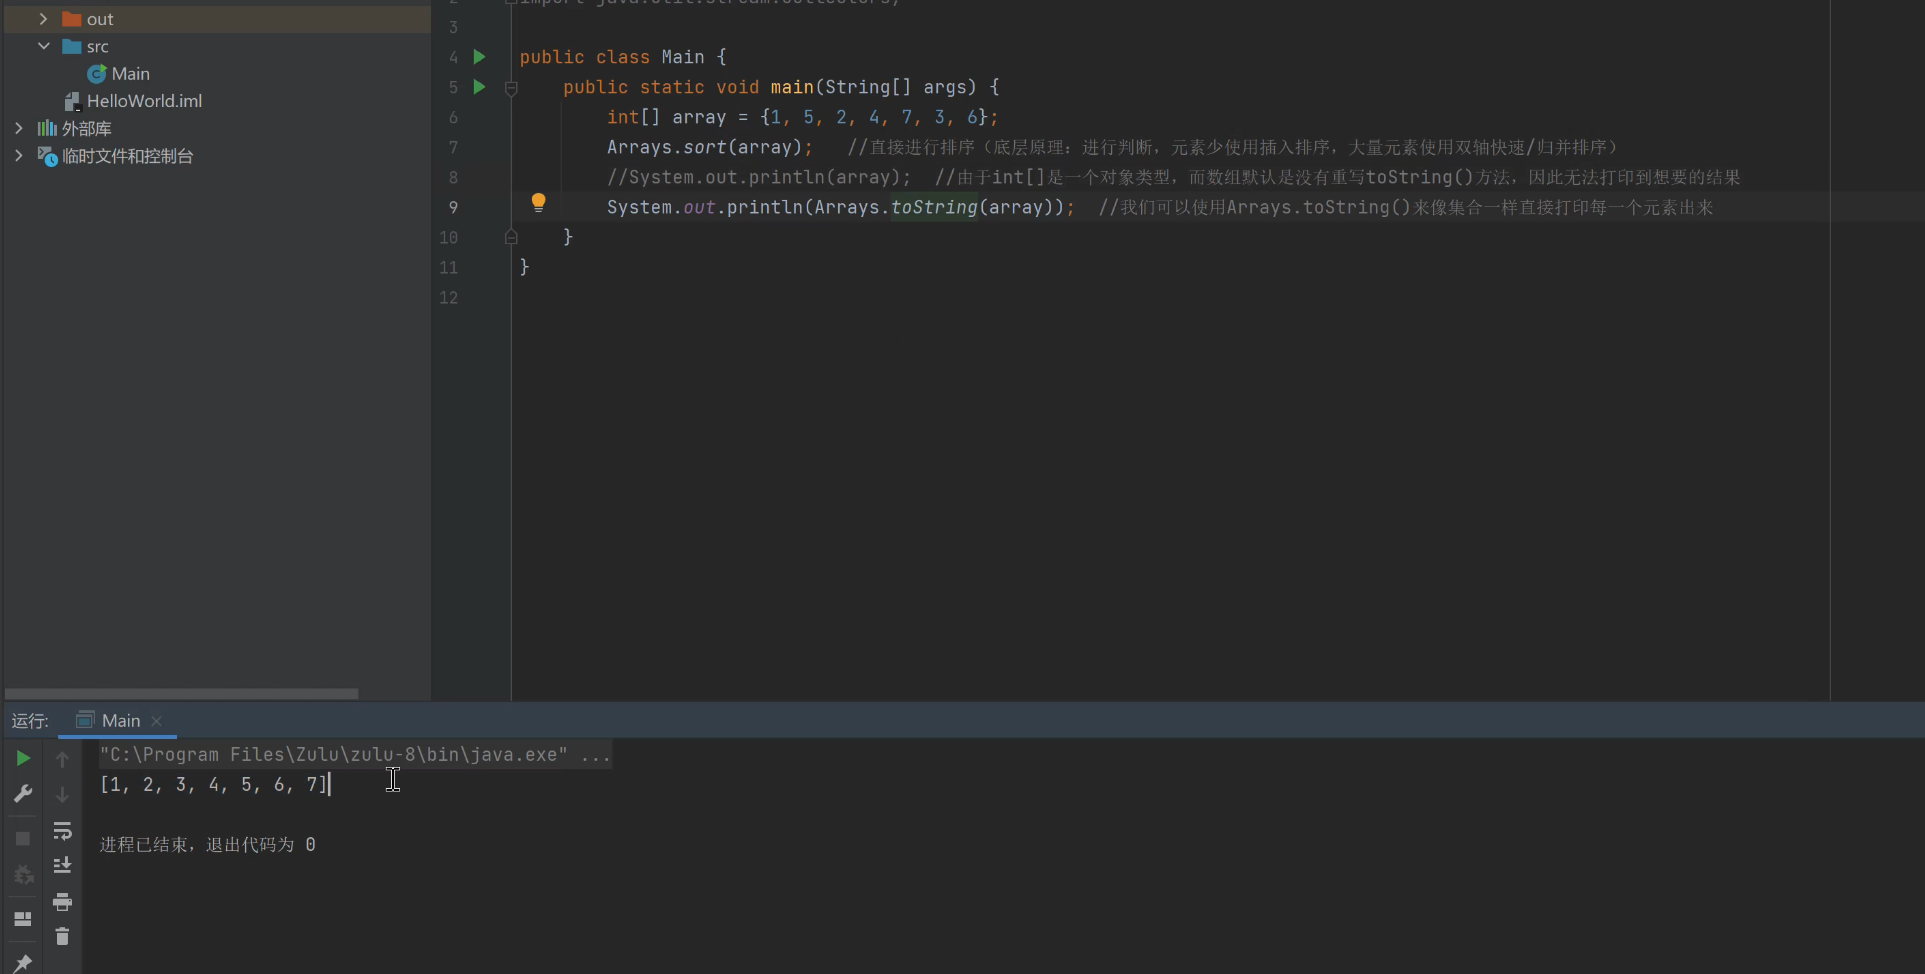 out
src
Main
HelloWorld.iml
外部库
临时文件和控制台
2 import java.util.stream.Collectors;
3
4 public class Main {
5 public static void main(String[] args) {
6 int[] array = {1, 5, 2, 4, 7, 3, 6};
7 Arrays.sort(array);   //直接进行排序（底层原理：进行判断，元素少使用插入排序，大量元素使用双轴快速/归并排序）
8 //System.out.println(array);  //由于int[]是一个对象类型，而数组默认是没有重写toString()方法，因此无法打印到想要的结果
9 System.out.println(Arrays.toString(array));  //我们可以使用Arrays.toString()来像集合一样直接打印每一个元素出来
10 }
11 }
12
运行: Main
"C:\Program Files\Zulu\zulu-8\bin\java.exe" ...
[1, 2, 3, 4, 5, 6, 7]
进程已结束，退出代码为 0